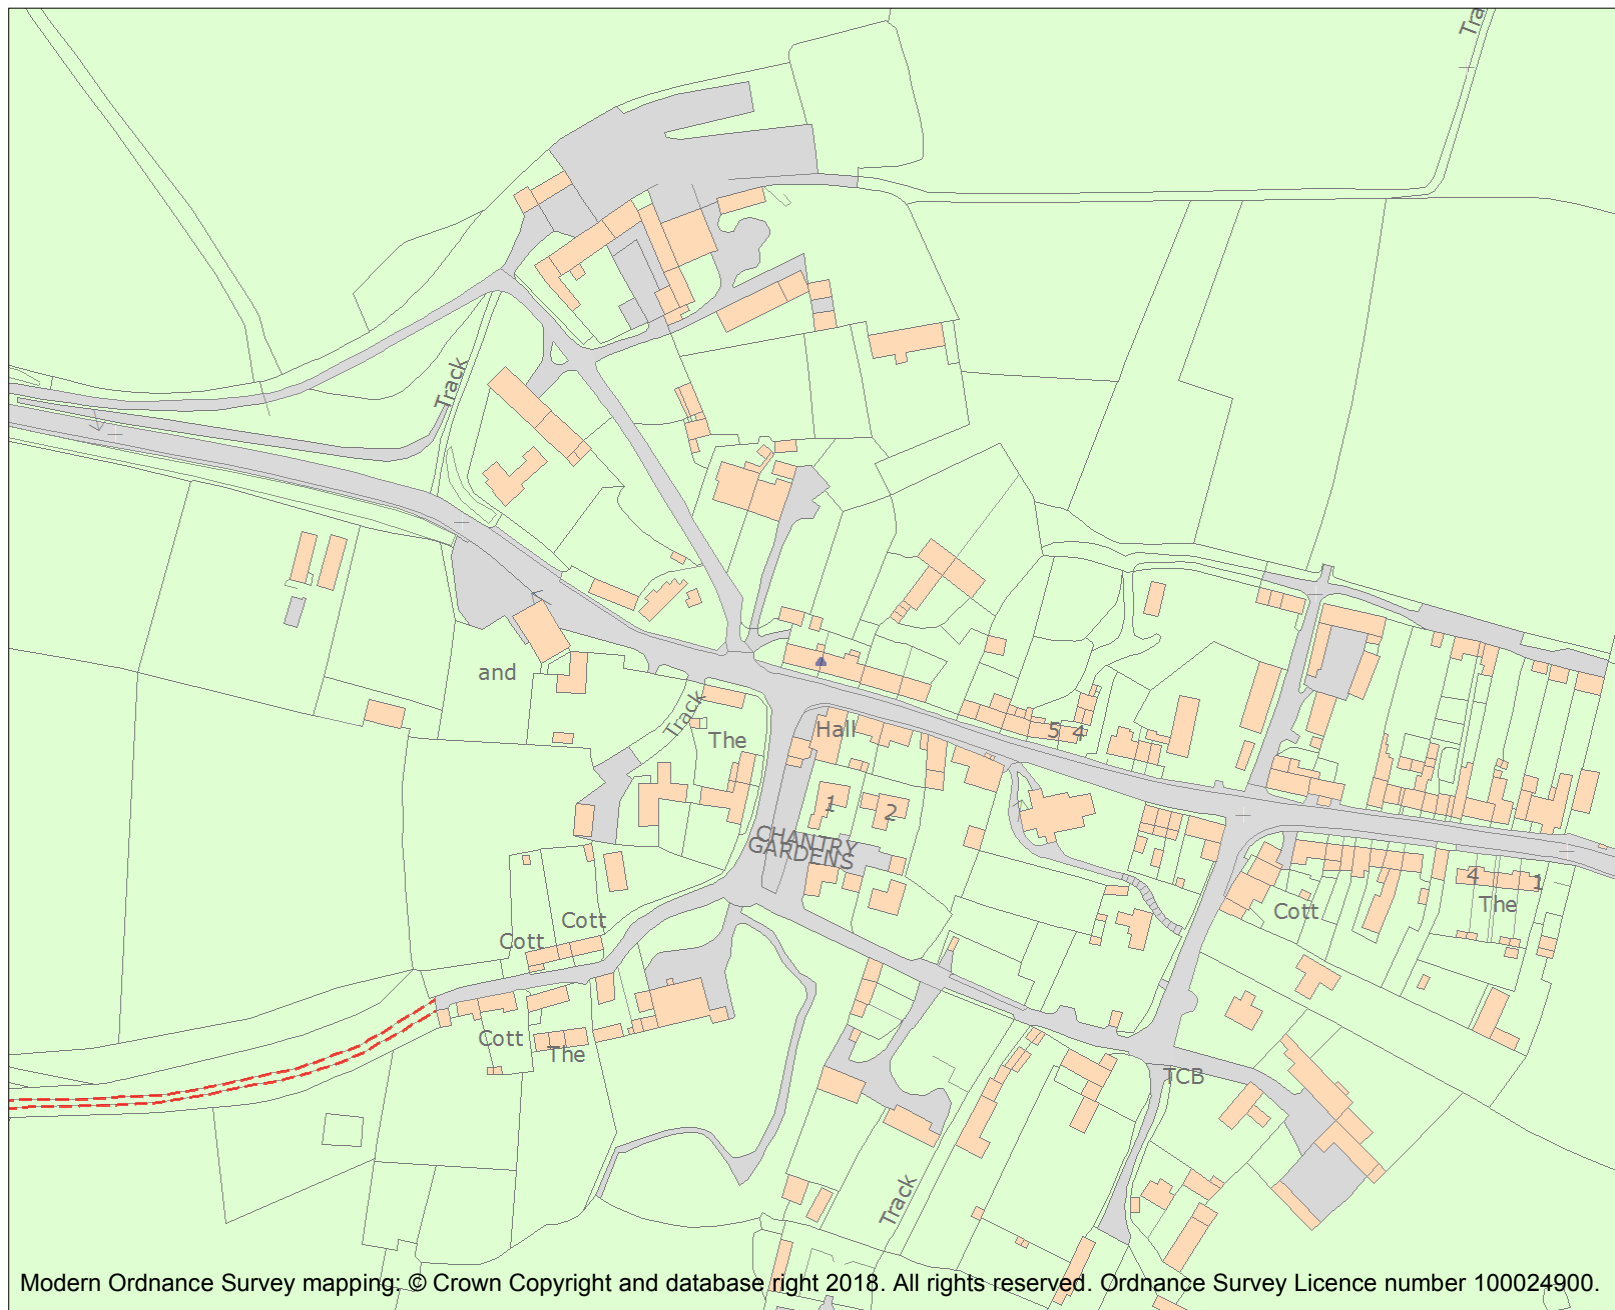 Tra
Track
and
Track
The
Hall
5 4
1
2
CHANTRY
GARDENS
4
1
The
Cott
Cott
Cott
Cott
The
TCB
Track
Modern Ordnance Survey mapping: © Crown Copyright and database right 2018. All rights reserved. Ordnance Survey Licence number 100024900.